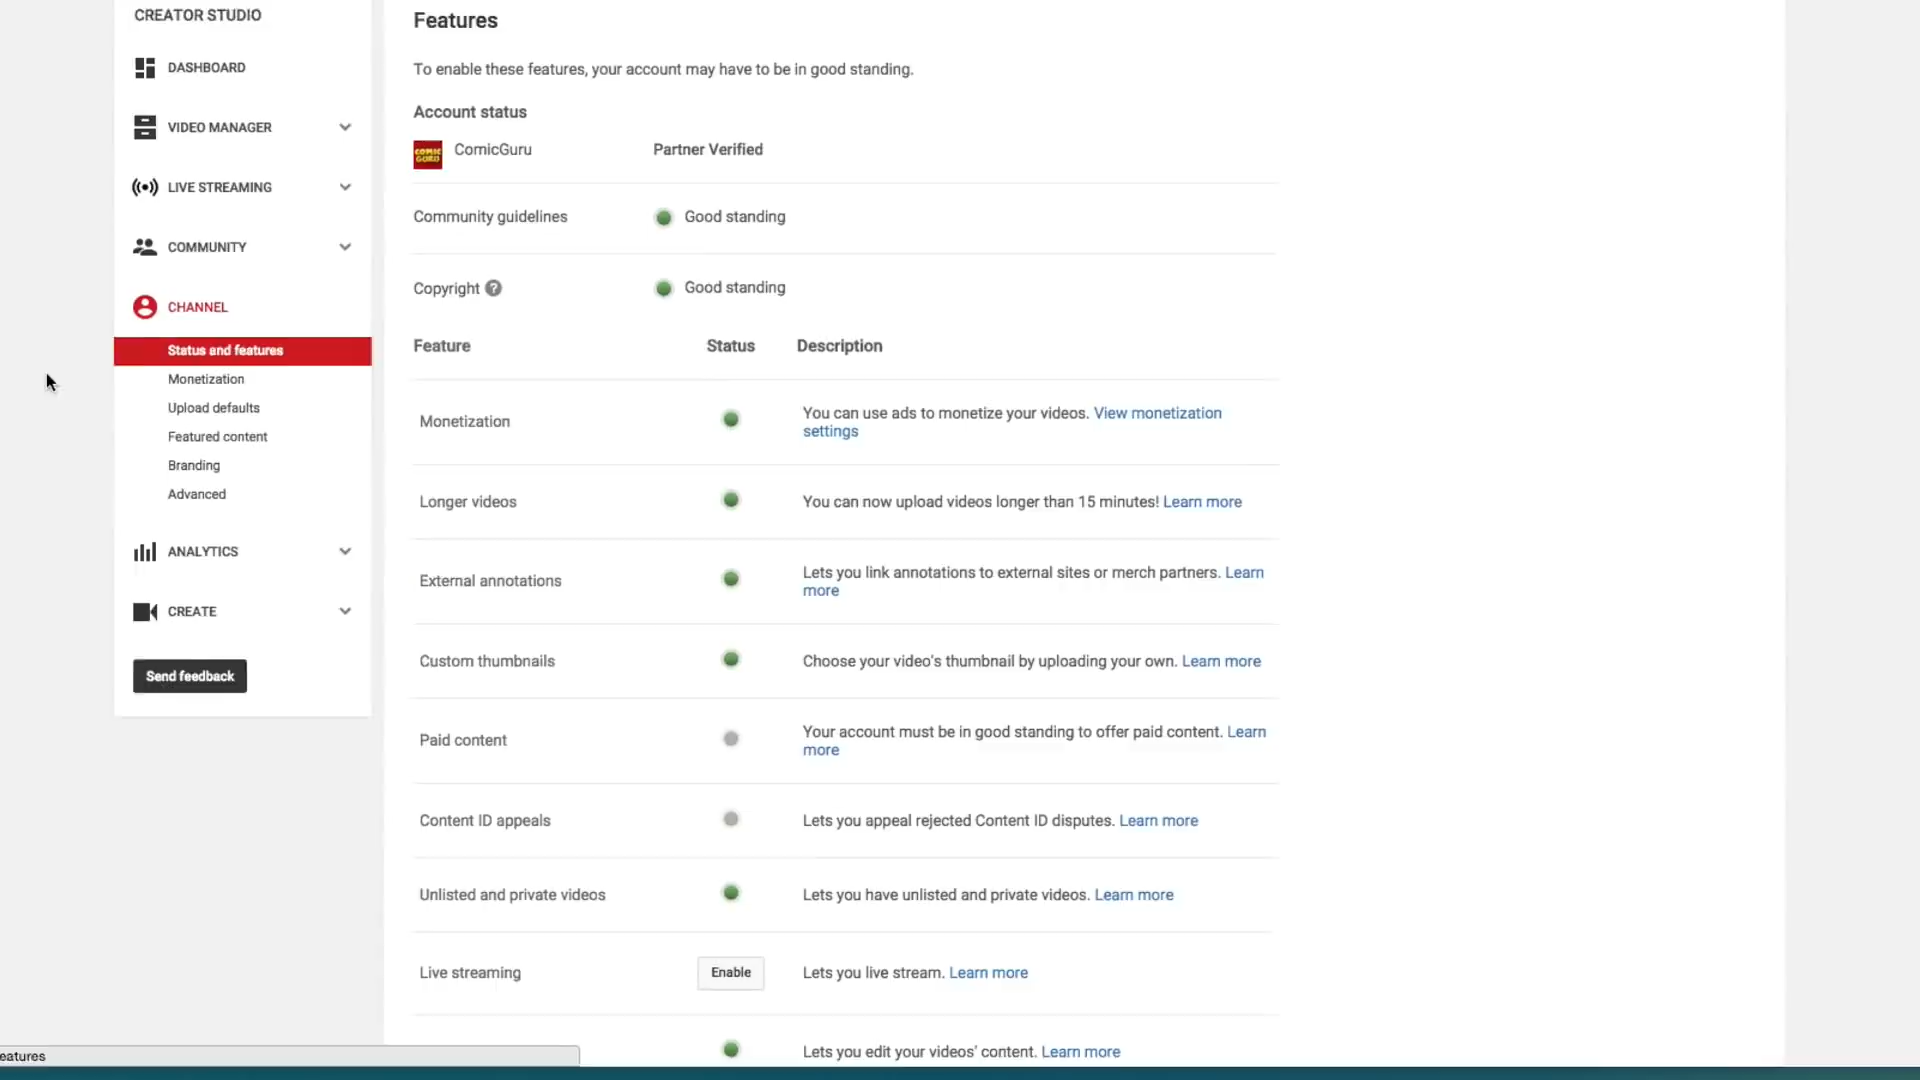 CREATOR STUDIO
DASHBOARD
VIDEO MANAGER
LIVE STREAMING
COMMUNITY
CHANNEL
Status and features
Monetization
Upload defaults
Featured content
Branding
Advanced
ANALYTICS
CREATE
Send feedback
Features
To enable these features, your account may have to be in good standing.
Account status
COMIC
GURU
ComicGuru Partner Verified
Community guidelines Good standing
Copyright ? Good standing
Feature Status Description
Monetization You can use ads to monetize your videos. View monetization
settings
Longer videos You can now upload videos longer than 15 minutes! Learn more
External annotations Lets you link annotations to external sites or merch partners. Learn
more
Custom thumbnails Choose your video's thumbnail by uploading your own. Learn more
Paid content Your account must be in good standing to offer paid content. Learn
more
Content ID appeals Lets you appeal rejected Content ID disputes. Learn more
Unlisted and private videos Lets you have unlisted and private videos. Learn more
Live streaming Enable Lets you live stream. Learn more
Lets you edit your videos' content. Learn more
eatures